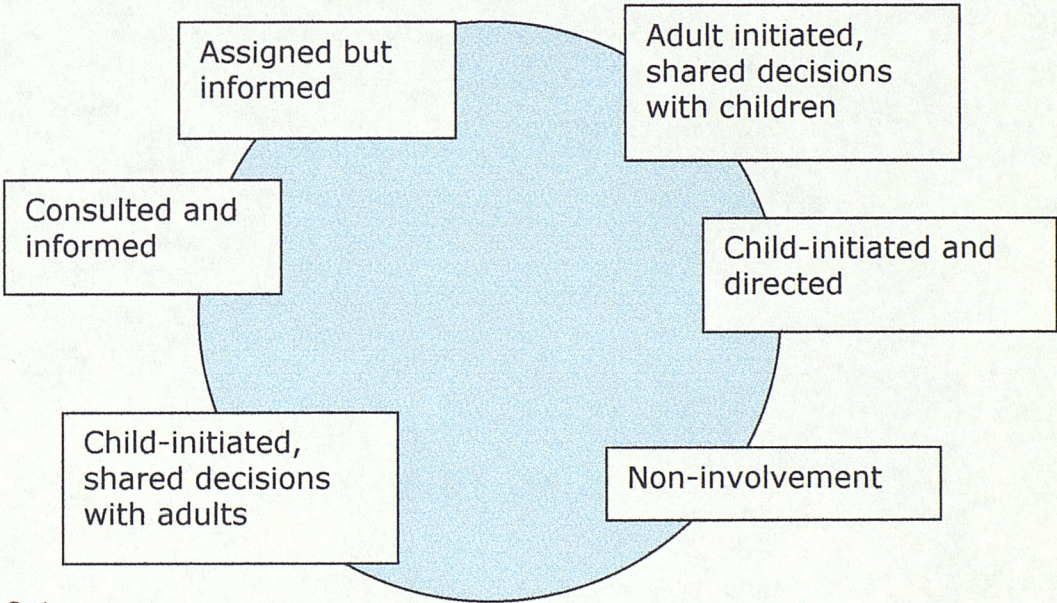 Assigned but
informed
Adult initiated,
shared decisions
with children
Consulted and
informed
Child-initiated and
directed
Child-initiated,
shared decisions
with adults
Non-involvement